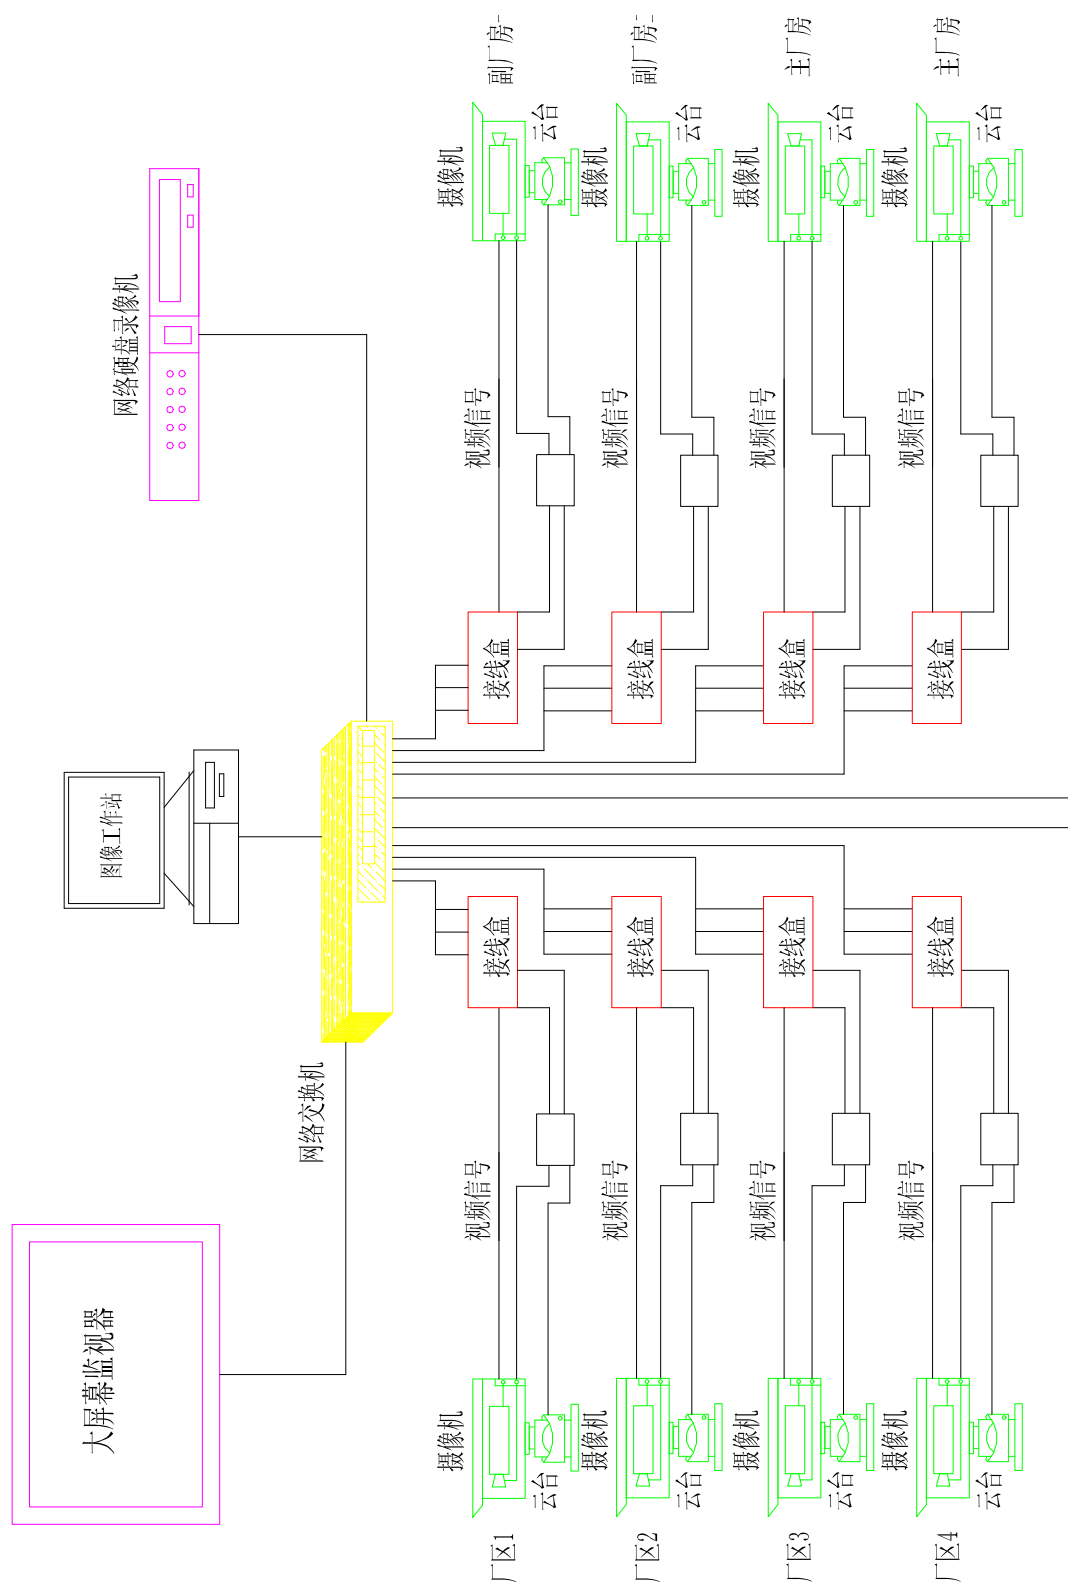 大屏幕监视器
图像工作站
网络硬盘录像机
网络交换机
厂区1
摄像机
云台
视频信号
接线盒
接线盒
视频信号
摄像机
云台
副厂房
厂区2
摄像机
云台
视频信号
接线盒
接线盒
视频信号
摄像机
云台
副厂房
厂区3
摄像机
云台
视频信号
接线盒
接线盒
视频信号
摄像机
云台
主厂房
厂区4
摄像机
云台
视频信号
接线盒
接线盒
视频信号
摄像机
云台
主厂房